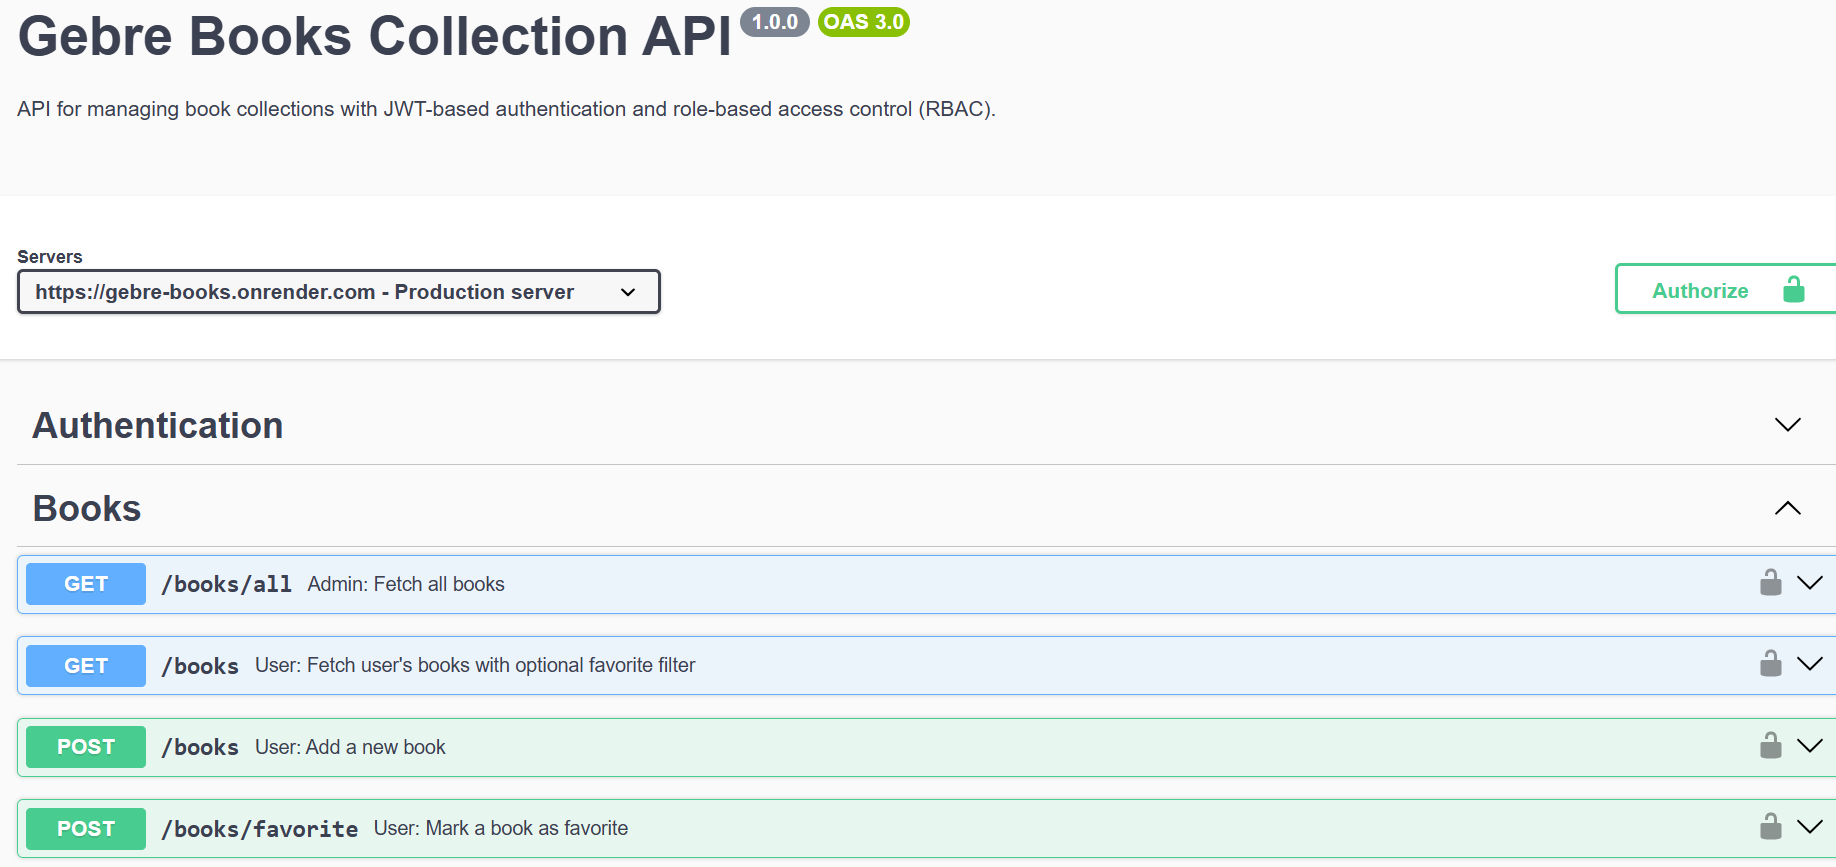 Gebre Books Collection API 1.0.0 OAS 3.0
API for managing book collections with JWT-based authentication and role-based access control (RBAC).
Servers
https://gebre-books.onrender.com - Production server
Authorize
Authentication
Books
GET /books/all Admin: Fetch all books
GET /books User: Fetch user's books with optional favorite filter
POST /books User: Add a new book
POST /books/favorite User: Mark a book as favorite